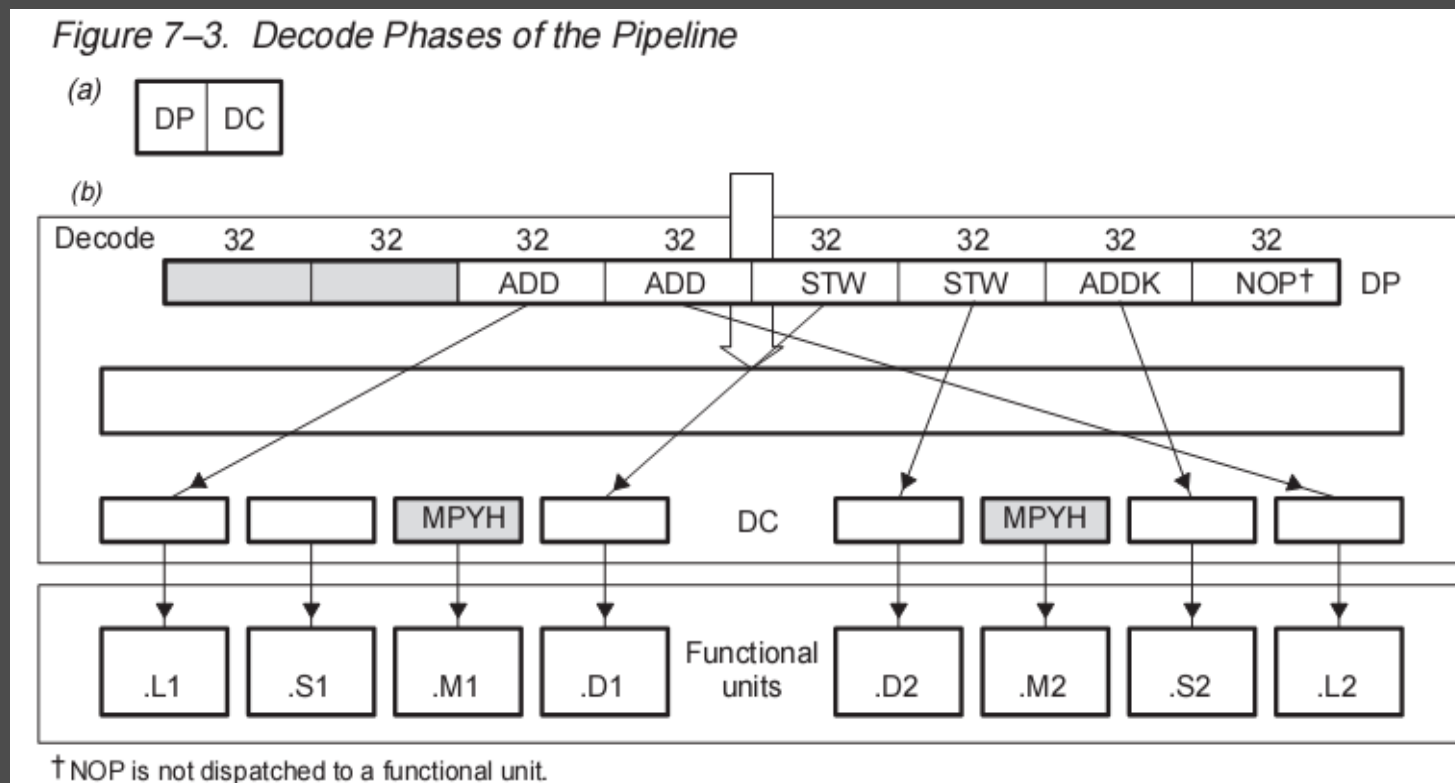 Figure 7–3. Decode Phases of the Pipeline
(a)
DP DC
(b)
Decode 32 32 32 32 32 32 32 32
ADD ADD STW STW ADDK NOP† DP
MPYH DC MPYH
Functional
units
.L1 .S1 .M1 .D1 .D2 .M2 .S2 .L2
† NOP is not dispatched to a functional unit.